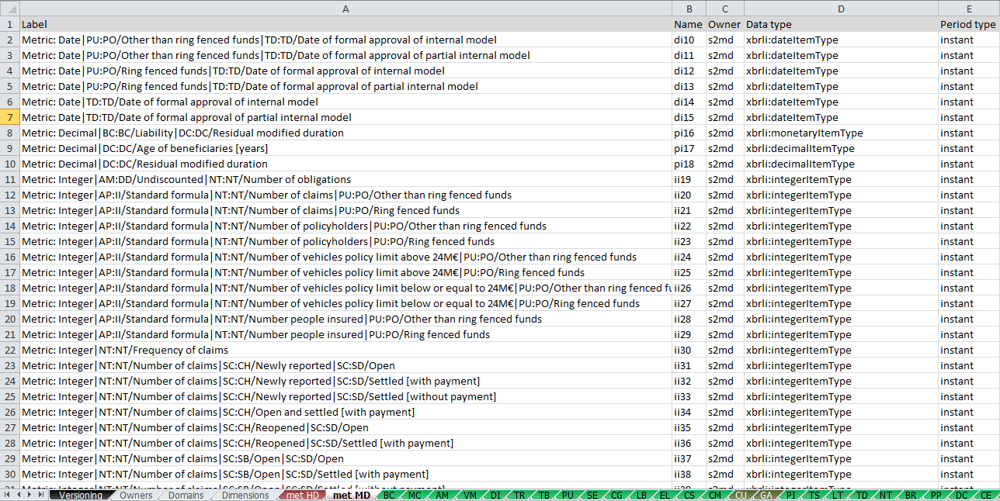 A B C D E
1 Label Name Owner Data type Period type
2 Metric: Date|PU:PO/Other than ring fenced funds|TD:TD/Date of formal approval of internal model di10 s2md xbrli:dateItemType instant
3 Metric: Date|PU:PO/Other than ring fenced funds|TD:TD/Date of formal approval of partial internal model di11 s2md xbrli:dateItemType instant
4 Metric: Date|PU:PO/Ring fenced funds|TD:TD/Date of formal approval of internal model di12 s2md xbrli:dateItemType instant
5 Metric: Date|PU:PO/Ring fenced funds|TD:TD/Date of formal approval of partial internal model di13 s2md xbrli:dateItemType instant
6 Metric: Date|TD:TD/Date of formal approval of internal model di14 s2md xbrli:dateItemType instant
7 Metric: Date|TD:TD/Date of formal approval of partial internal model di15 s2md xbrli:dateItemType instant
8 Metric: Decimal|BC:BC/Liability|DC:DC/Residual modified duration pi16 s2md xbrli:monetaryItemType instant
9 Metric: Decimal|DC:DC/Age of beneficiaries [years] pi17 s2md xbrli:decimalItemType instant
10 Metric: Decimal|DC:DC/Residual modified duration pi18 s2md xbrli:decimalItemType instant
11 Metric: Integer|AM:DD/Undiscounted|NT:NT/Number of obligations ii19 s2md xbrli:integerItemType instant
12 Metric: Integer|AP:II/Standard formula|NT:NT/Number of claims|PU:PO/Other than ring fenced funds ii20 s2md xbrli:integerItemType instant
13 Metric: Integer|AP:II/Standard formula|NT:NT/Number of claims|PU:PO/Ring fenced funds ii21 s2md xbrli:integerItemType instant
14 Metric: Integer|AP:II/Standard formula|NT:NT/Number of policyholders|PU:PO/Other than ring fenced funds ii22 s2md xbrli:integerItemType instant
15 Metric: Integer|AP:II/Standard formula|NT:NT/Number of policyholders|PU:PO/Ring fenced funds ii23 s2md xbrli:integerItemType instant
16 Metric: Integer|AP:II/Standard formula|NT:NT/Number of vehicles policy limit above 24M€|PU:PO/Other than ring fenced funds ii24 s2md xbrli:integerItemType instant
17 Metric: Integer|AP:II/Standard formula|NT:NT/Number of vehicles policy limit above 24M€|PU:PO/Ring fenced funds ii25 s2md xbrli:integerItemType instant
18 Metric: Integer|AP:II/Standard formula|NT:NT/Number of vehicles policy limit below or equal to 24M€|PU:PO/Other than ring fenced fu ii26 s2md xbrli:integerItemType instant
19 Metric: Integer|AP:II/Standard formula|NT:NT/Number of vehicles policy limit below or equal to 24M€|PU:PO/Ring fenced funds ii27 s2md xbrli:integerItemType instant
20 Metric: Integer|AP:II/Standard formula|NT:NT/Number people insured|PU:PO/Other than ring fenced funds ii28 s2md xbrli:integerItemType instant
21 Metric: Integer|AP:II/Standard formula|NT:NT/Number people insured|PU:PO/Ring fenced funds ii29 s2md xbrli:integerItemType instant
22 Metric: Integer|NT:NT/Frequency of claims ii30 s2md xbrli:integerItemType instant
23 Metric: Integer|NT:NT/Number of claims|SC:CH/Newly reported|SC:SD/Open ii31 s2md xbrli:integerItemType instant
24 Metric: Integer|NT:NT/Number of claims|SC:CH/Newly reported|SC:SD/Settled [with payment] ii32 s2md xbrli:integerItemType instant
25 Metric: Integer|NT:NT/Number of claims|SC:CH/Newly reported|SC:SD/Settled [without payment] ii33 s2md xbrli:integerItemType instant
26 Metric: Integer|NT:NT/Number of claims|SC:CH/Open and settled [with payment] ii34 s2md xbrli:integerItemType instant
27 Metric: Integer|NT:NT/Number of claims|SC:CH/Reopened|SC:SD/Open ii35 s2md xbrli:integerItemType instant
28 Metric: Integer|NT:NT/Number of claims|SC:CH/Reopened|SC:SD/Settled [with payment] ii36 s2md xbrli:integerItemType instant
29 Metric: Integer|NT:NT/Number of claims|SC:SB/Open|SC:SD/Open ii37 s2md xbrli:integerItemType instant
30 Metric: Integer|NT:NT/Number of claims|SC:SB/Open|SC:SD/Settled [with payment] ii38 s2md xbrli:integerItemType instant
Versioning Owners Domains Dimensions met HD met MD BC MC AM VM DI TR TB PU SE CG LB EL CS CM CU GA PI TS LT TD NT BR PP DC CE